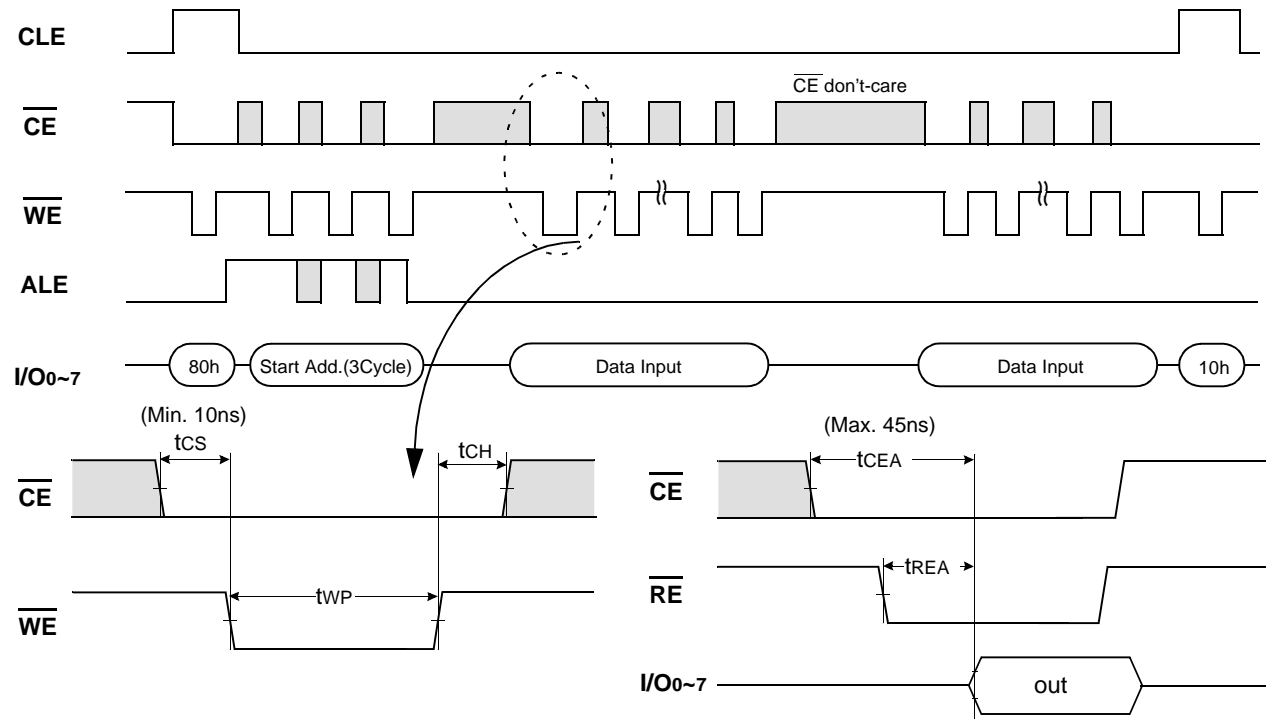 CLE
CE don't-care
CE
WE
ALE
I/O0~7
80h
Start Add.(3Cycle)
Data Input
Data Input
10h
(Min. 10ns)
tCS
tCH
CE
tWP
WE
(Max. 45ns)
tCEA
CE
tREA
RE
I/O0~7
out